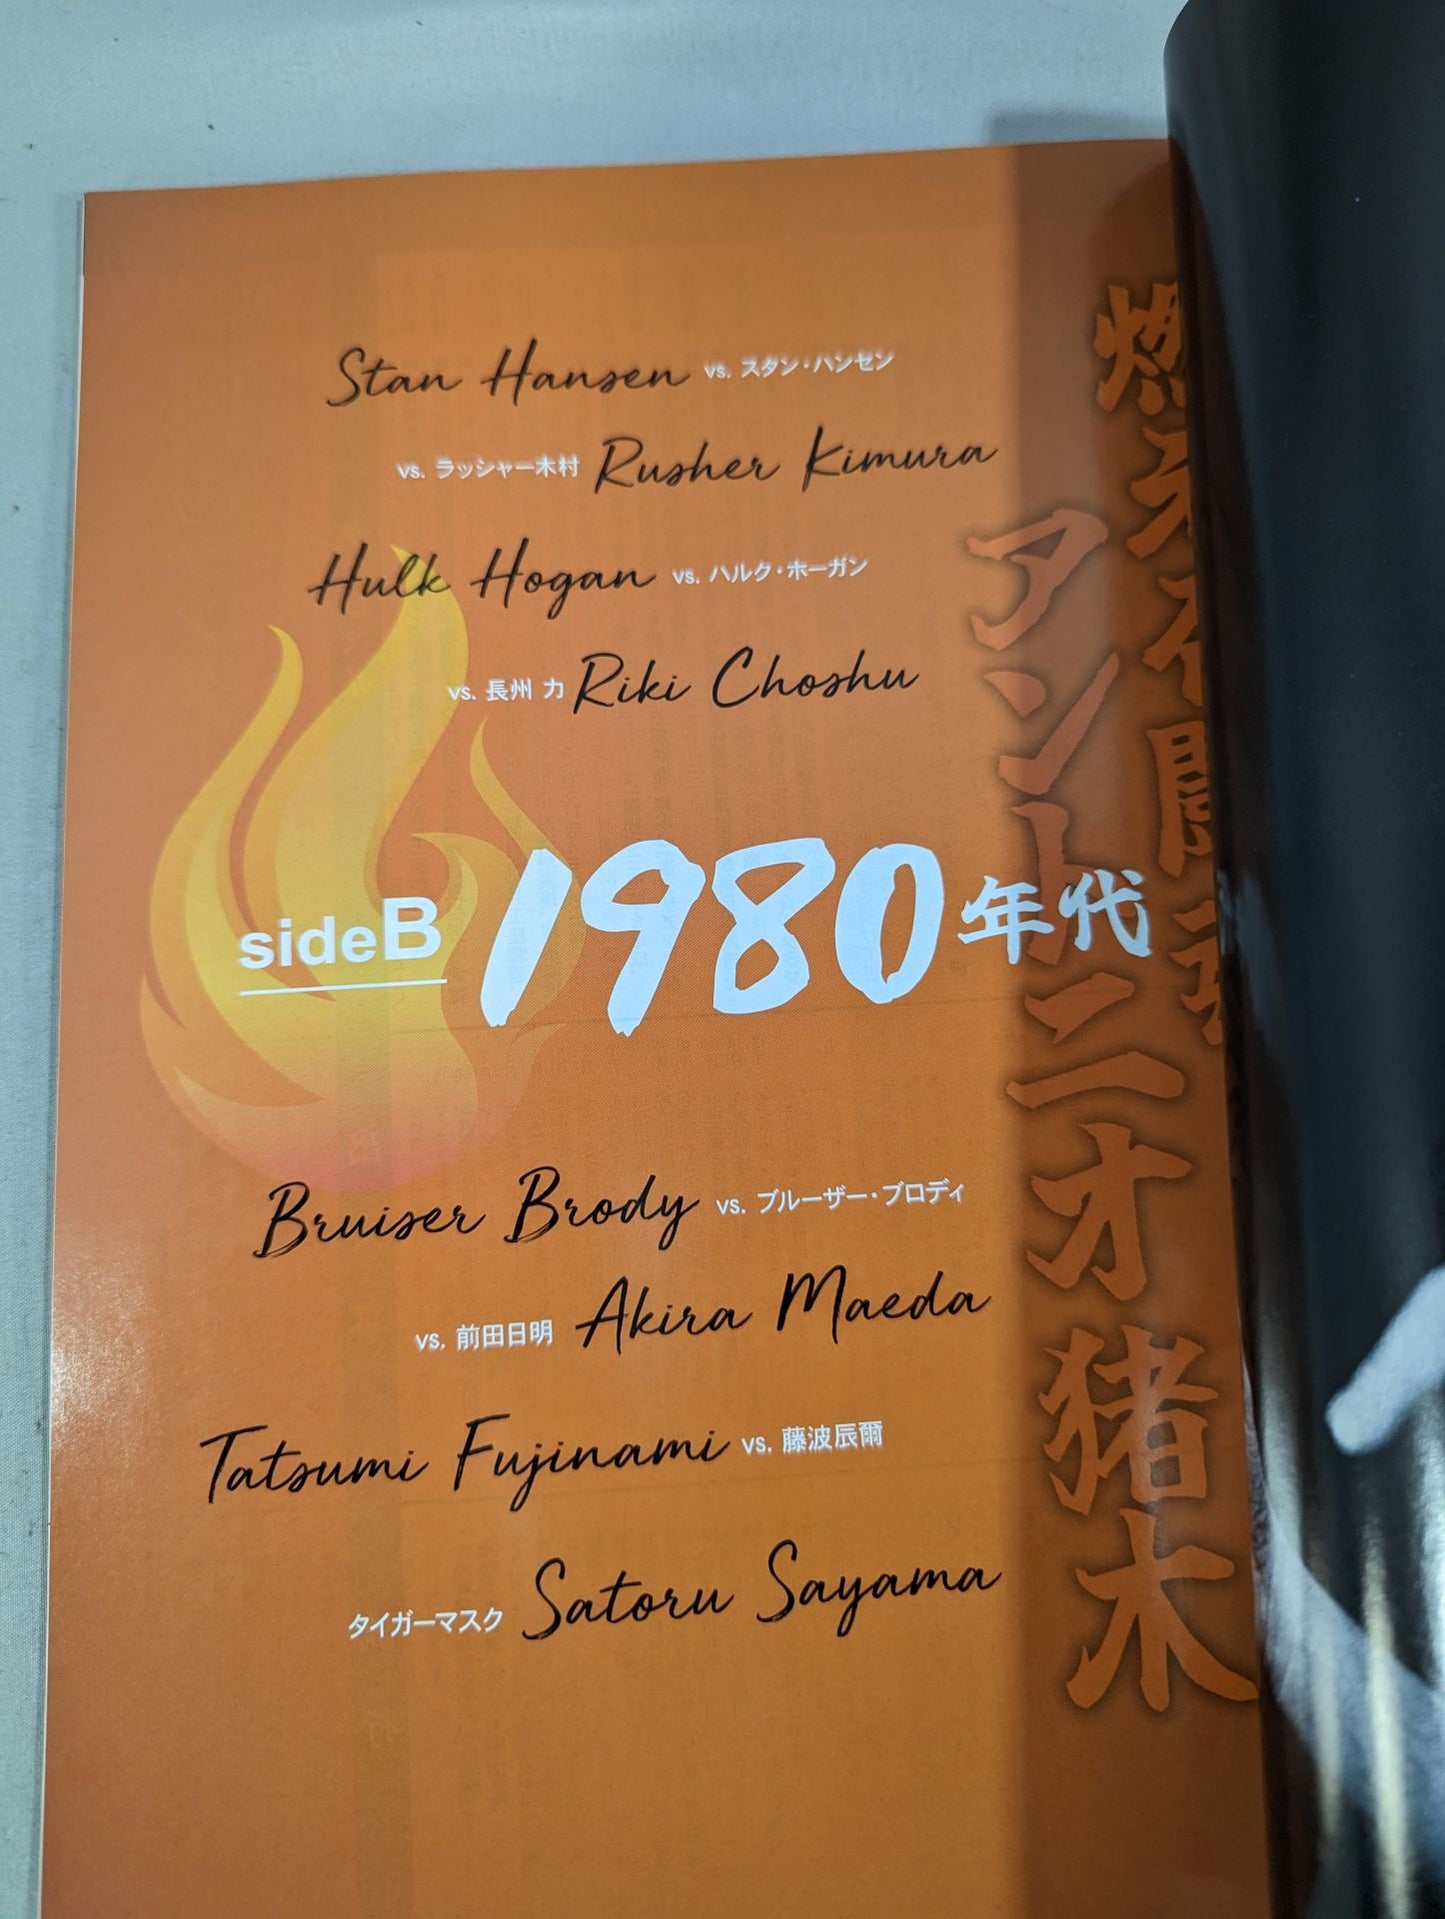 Stan Hansen vs. スタン・ハンセン
vs. ラッシャー木村 Rusher Kimura
Hulk Hogan vs. ハルク・ホーガン
vs. 長州 力 Riki Choshu
sideB 1980年代
Bruiser Brody vs. ブルーザー・ブロディ
vs. 前田日明 Akira Maeda
Tatsumi Fujinami vs. 藤波辰爾
タイガーマスク Satoru Sayama
燃
闘
アントニオ猪木